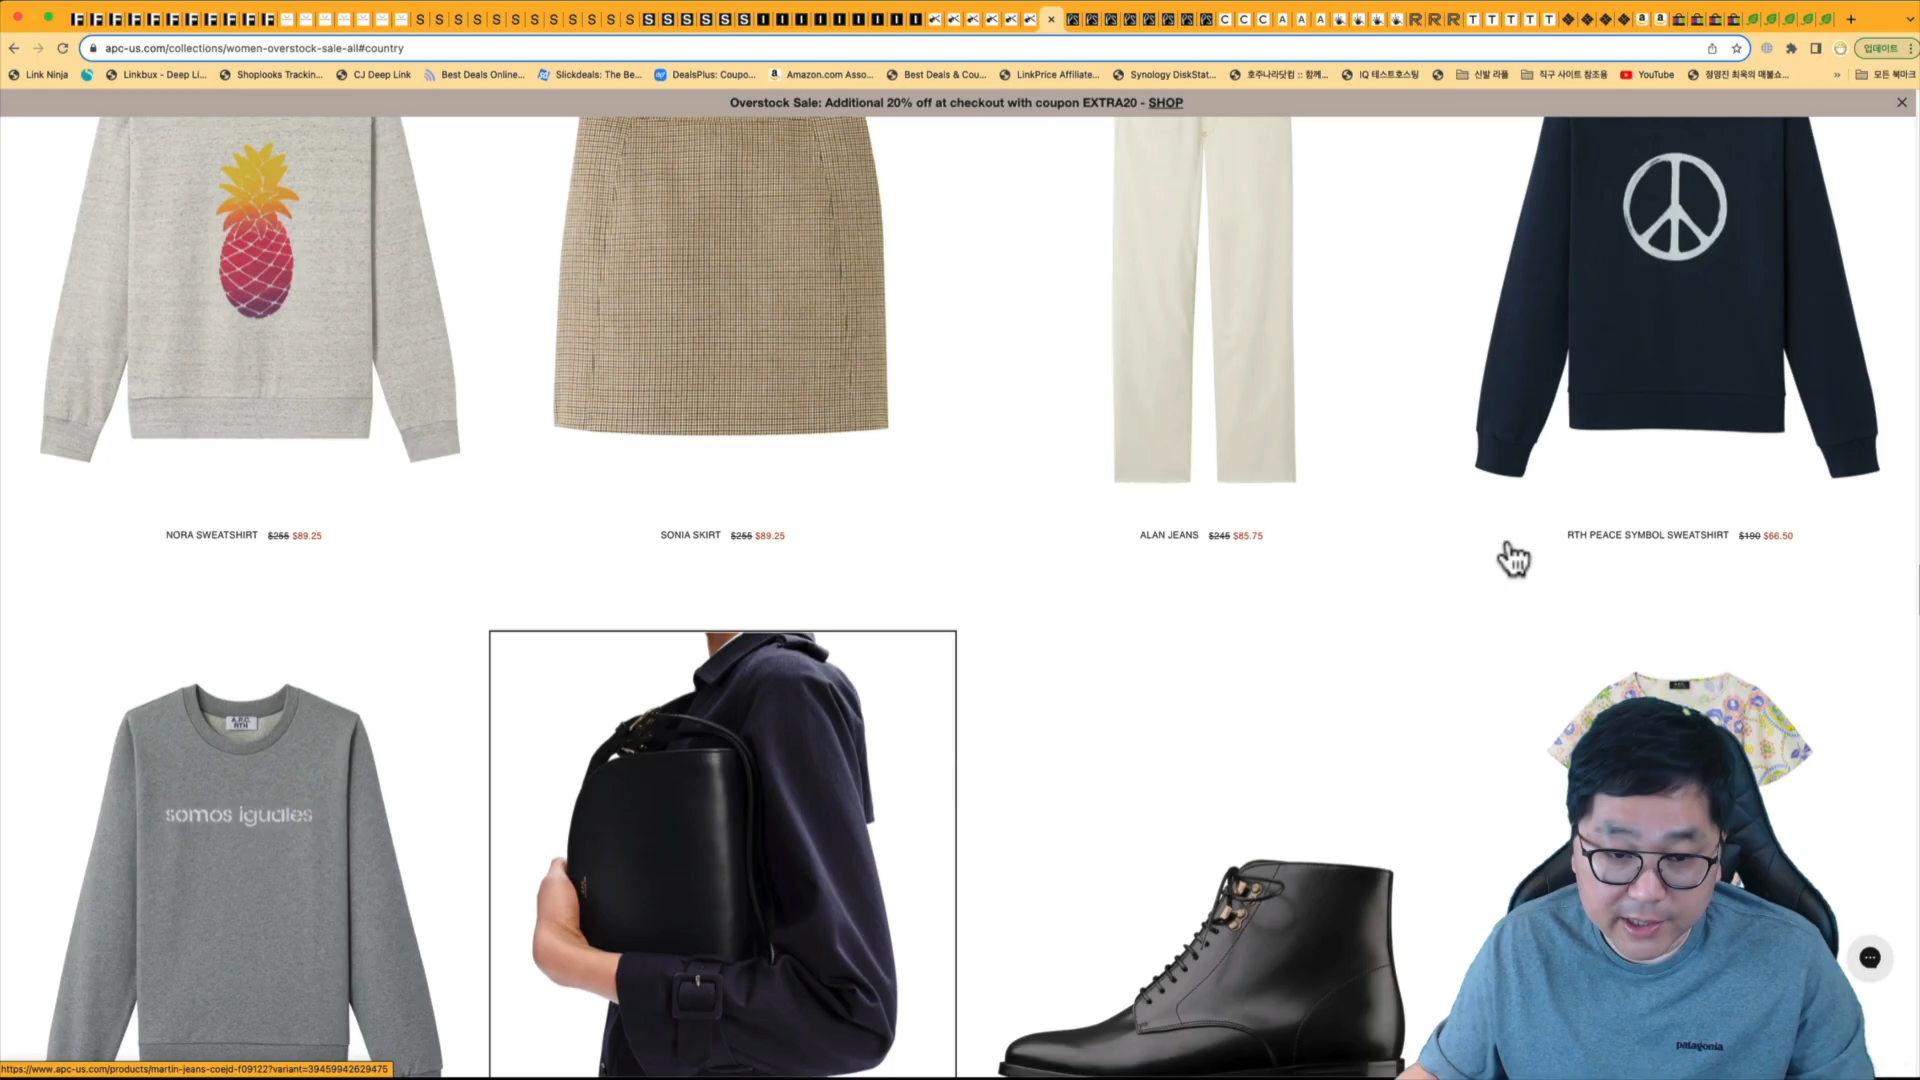 apc-us.com/collections/women-overstock-sale-all#country
업데이트
Link Ninja
Linkbux - Deep Li...
Shoplooks Trackin...
CJ Deep Link
Best Deals Online...
Slickdeals: The Be...
DealsPlus: Coupo...
Amazon.com Asso...
Best Deals & Cou...
LinkPrice Affiliate...
Synology DiskStat...
호주나라닷컴 :: 함께...
IQ 테스트호스팅
신발 라플
직구 사이트 참조용
YouTube
정영진 최욱의 매불쇼...
»
모든 북마크
Overstock Sale: Additional 20% off at checkout with coupon EXTRA20 - SHOP
NORA SWEATSHIRT $255 $89.25
SONIA SKIRT $255 $89.25
ALAN JEANS $245 $85.75
RTH PEACE SYMBOL SWEATSHIRT $190 $66.50
A.P.C.
RTH
somos iguales
patagonia
https://www.apc-us.com/products/martin-jeans-coejd-f09122?variant=39459942629475